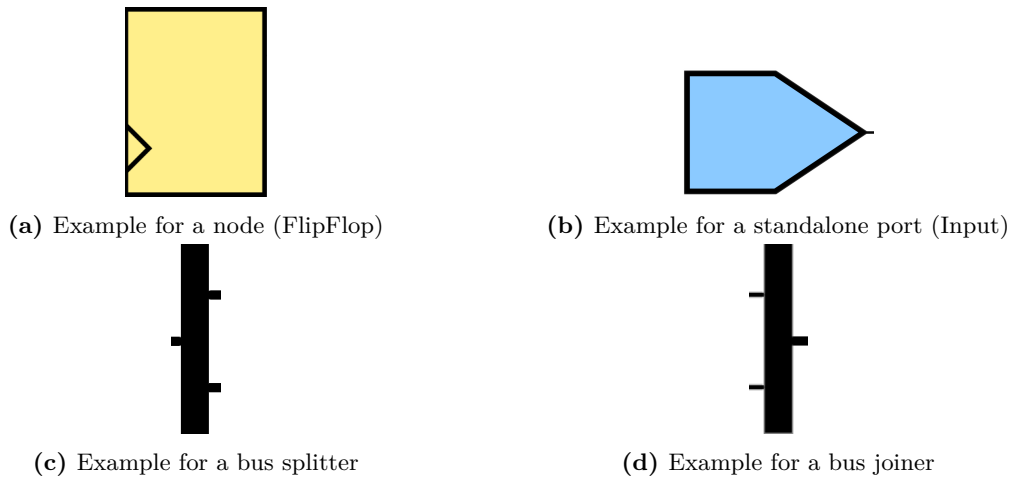 (a) Example for a node (FlipFlop)
(b) Example for a standalone port (Input)
(c) Example for a bus splitter
(d) Example for a bus joiner